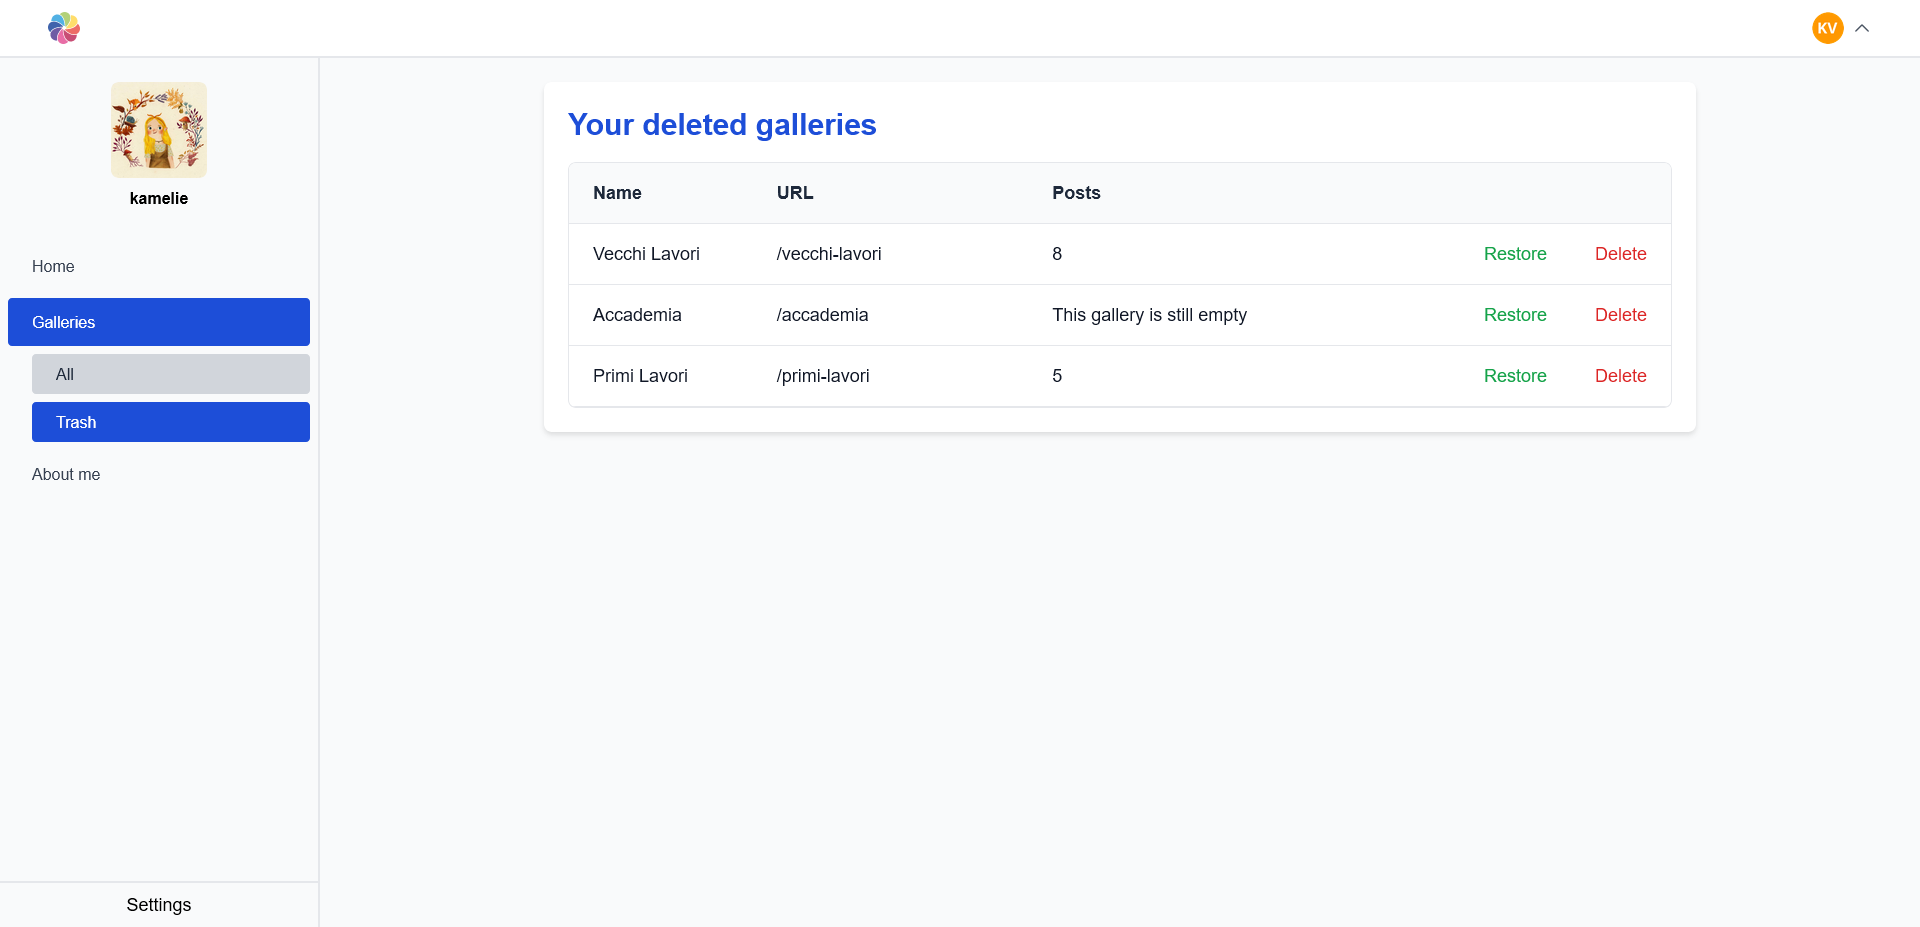 KV
kamelie
Home
Galleries
All
Trash
About me
Settings
Your deleted galleries
Name URL Posts
Vecchi Lavori /vecchi-lavori 8 Restore Delete
Accademia /accademia This gallery is still empty Restore Delete
Primi Lavori /primi-lavori 5 Restore Delete